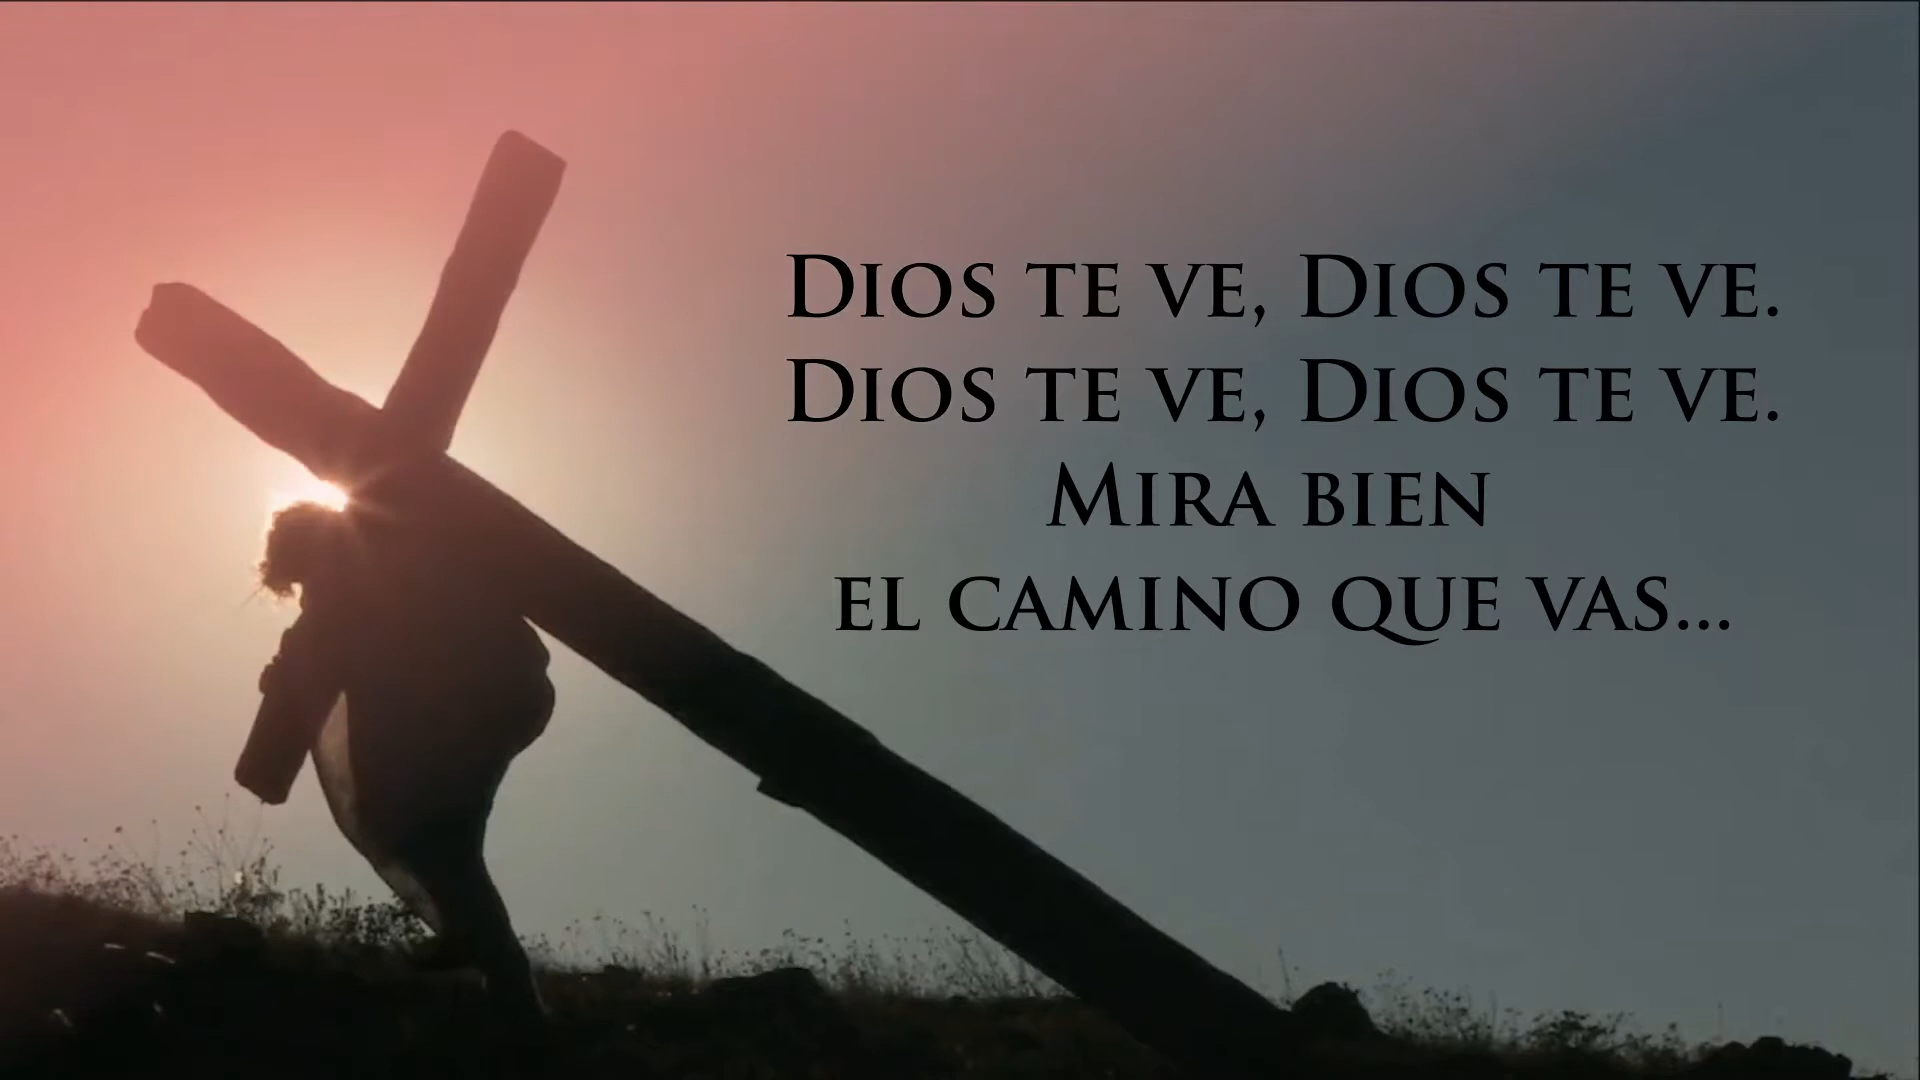 Dios te ve, Dios te ve.
Dios te ve, Dios te ve.
Mira bien
el camino que vas...